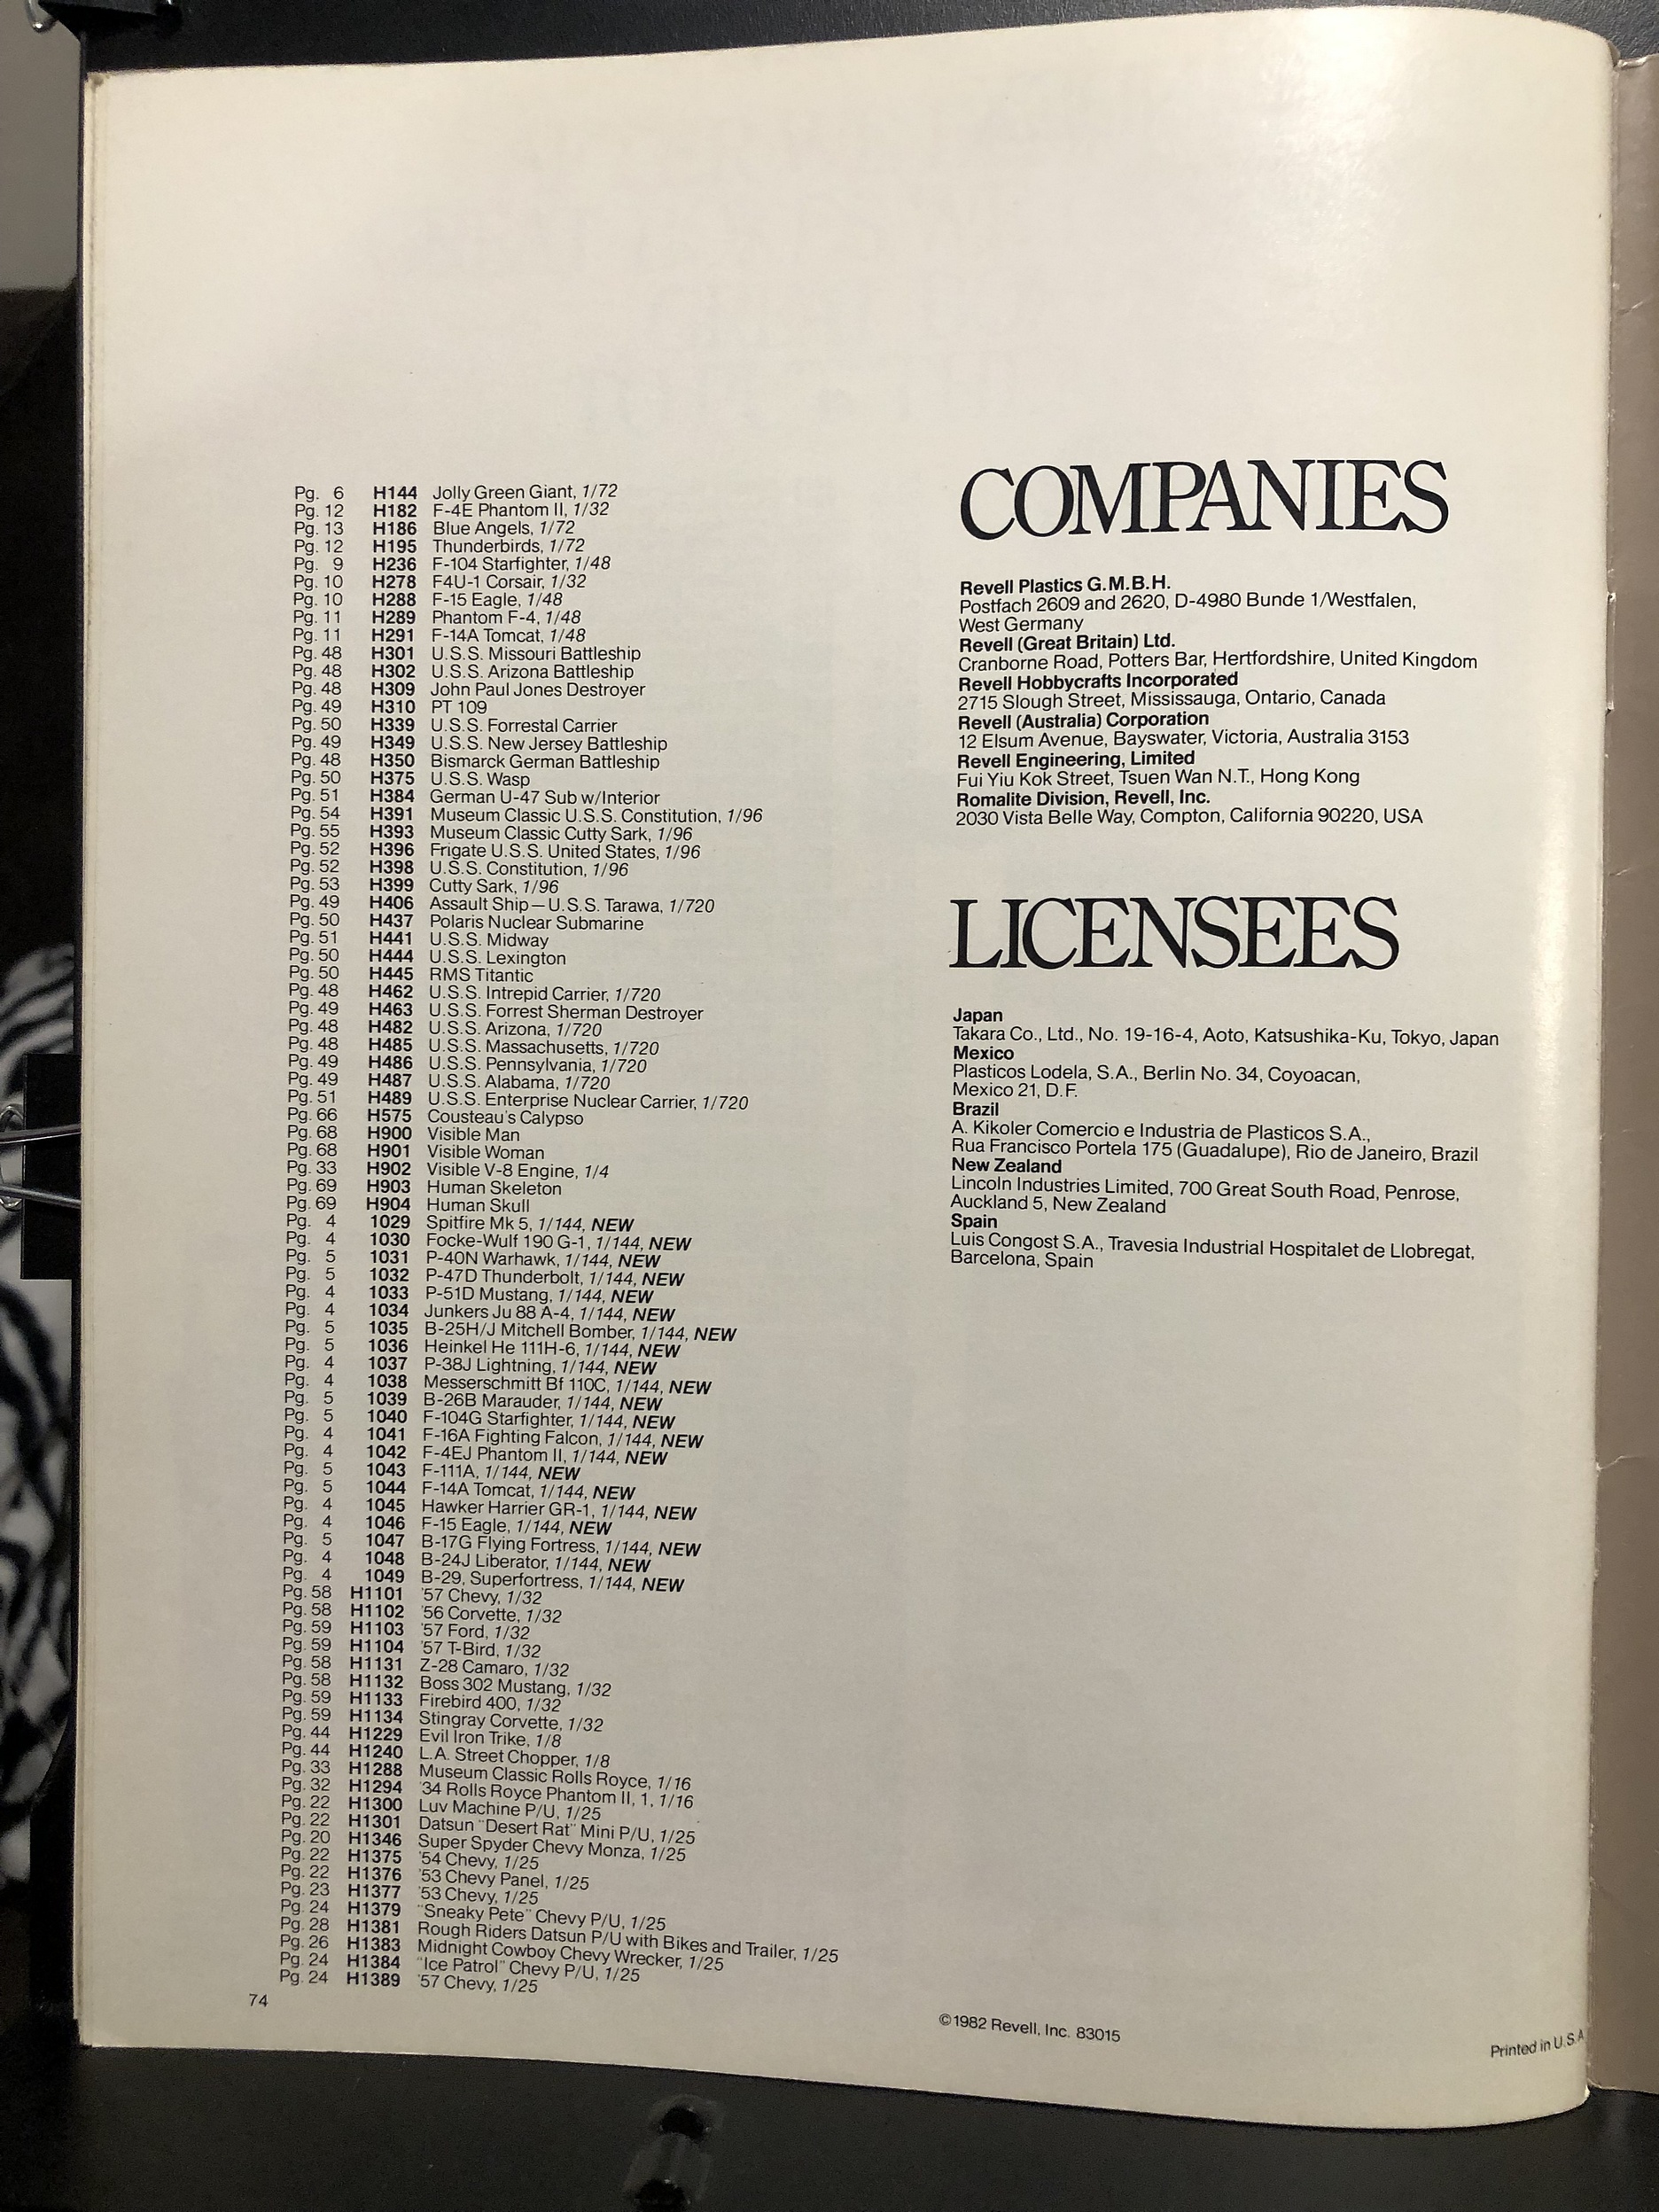 Pg. 6 H144 Jolly Green Giant, 1/72
Pg. 12 H182 F-4E Phantom II, 1/32
Pg. 13 H186 Blue Angels, 1/72
Pg. 12 H195 Thunderbirds, 1/72
Pg. 9 H236 F-104 Starfighter, 1/48
Pg. 10 H278 F4U-1 Corsair, 1/32
Pg. 10 H288 F-15 Eagle, 1/48
Pg. 11 H289 Phantom F-4, 1/48
Pg. 11 H291 F-14A Tomcat, 1/48
Pg. 48 H301 U.S.S. Missouri Battleship
Pg. 48 H302 U.S.S. Arizona Battleship
Pg. 48 H309 John Paul Jones Destroyer
Pg. 49 H310 PT 109
Pg. 50 H339 U.S.S. Forrestal Carrier
Pg. 49 H349 U.S.S. New Jersey Battleship
Pg. 48 H350 Bismarck German Battleship
Pg. 50 H375 U.S.S. Wasp
Pg. 51 H384 German U-47 Sub w/Interior
Pg. 54 H391 Museum Classic U.S.S. Constitution, 1/96
Pg. 55 H393 Museum Classic Cutty Sark, 1/96
Pg. 52 H396 Frigate U.S.S. United States, 1/96
Pg. 52 H398 U.S.S. Constitution, 1/96
Pg. 53 H399 Cutty Sark, 1/96
Pg. 49 H406 Assault Ship—U.S.S. Tarawa, 1/720
Pg. 50 H437 Polaris Nuclear Submarine
Pg. 51 H441 U.S.S. Midway
Pg. 50 H444 U.S.S. Lexington
Pg. 50 H445 RMS Titantic
Pg. 48 H462 U.S.S. Intrepid Carrier, 1/720
Pg. 49 H463 U.S.S. Forrest Sherman Destroyer
Pg. 48 H482 U.S.S. Arizona, 1/720
Pg. 48 H485 U.S.S. Massachusetts, 1/720
Pg. 49 H486 U.S.S. Pennsylvania, 1/720
Pg. 49 H487 U.S.S. Alabama, 1/720
Pg. 51 H489 U.S.S. Enterprise Nuclear Carrier, 1/720
Pg. 66 H575 Cousteau's Calypso
Pg. 68 H900 Visible Man
Pg. 68 H901 Visible Woman
Pg. 33 H902 Visible V-8 Engine, 1/4
Pg. 69 H903 Human Skeleton
Pg. 69 H904 Human Skull
Pg. 4 1029 Spitfire Mk 5, 1/144, NEW
Pg. 4 1030 Focke-Wulf 190 G-1, 1/144, NEW
Pg. 5 1031 P-40N Warhawk, 1/144, NEW
Pg. 5 1032 P-47D Thunderbolt, 1/144, NEW
Pg. 4 1033 P-51D Mustang, 1/144, NEW
Pg. 4 1034 Junkers Ju 88 A-4, 1/144, NEW
Pg. 5 1035 B-25H/J Mitchell Bomber, 1/144, NEW
Pg. 5 1036 Heinkel He 111H-6, 1/144, NEW
Pg. 4 1037 P-38J Lightning, 1/144, NEW
Pg. 4 1038 Messerschmitt Bf 110C, 1/144, NEW
Pg. 5 1039 B-26B Marauder, 1/144, NEW
Pg. 5 1040 F-104G Starfighter, 1/144, NEW
Pg. 4 1041 F-16A Fighting Falcon, 1/144, NEW
Pg. 4 1042 F-4EJ Phantom II, 1/144, NEW
Pg. 5 1043 F-111A, 1/144, NEW
Pg. 5 1044 F-14A Tomcat, 1/144, NEW
Pg. 4 1045 Hawker Harrier GR-1, 1/144, NEW
Pg. 4 1046 F-15 Eagle, 1/144, NEW
Pg. 5 1047 B-17G Flying Fortress, 1/144, NEW
Pg. 4 1048 B-24J Liberator, 1/144, NEW
Pg. 4 1049 B-29, Superfortress, 1/144, NEW
Pg. 58 H1101 '57 Chevy, 1/32
Pg. 58 H1102 '56 Corvette, 1/32
Pg. 59 H1103 '57 Ford, 1/32
Pg. 59 H1104 '57 T-Bird, 1/32
Pg. 58 H1131 Z-28 Camaro, 1/32
Pg. 58 H1132 Boss 302 Mustang, 1/32
Pg. 59 H1133 Firebird 400, 1/32
Pg. 59 H1134 Stingray Corvette, 1/32
Pg. 44 H1229 Evil Iron Trike, 1/8
Pg. 44 H1240 L.A. Street Chopper, 1/8
Pg. 33 H1288 Museum Classic Rolls Royce, 1/16
Pg. 32 H1294 '34 Rolls Royce Phantom II, 1, 1/16
Pg. 22 H1300 Luv Machine P/U, 1/25
Pg. 22 H1301 Datsun "Desert Rat" Mini P/U, 1/25
Pg. 20 H1346 Super Spyder Chevy Monza, 1/25
Pg. 22 H1375 '54 Chevy, 1/25
Pg. 22 H1376 '53 Chevy Panel, 1/25
Pg. 23 H1377 '53 Chevy, 1/25
Pg. 24 H1379 "Sneaky Pete" Chevy P/U, 1/25
Pg. 28 H1381 Rough Riders Datsun P/U with Bikes and Trailer, 1/25
Pg. 26 H1383 Midnight Cowboy Chevy Wrecker, 1/25
Pg. 24 H1384 "Ice Patrol" Chevy P/U, 1/25
Pg. 24 H1389 '57 Chevy, 1/25
74
COMPANIES
Revell Plastics G.M.B.H.
Postfach 2609 and 2620, D-4980 Bunde 1/Westfalen,
West Germany
Revell (Great Britain) Ltd.
Cranborne Road, Potters Bar, Hertfordshire, United Kingdom
Revell Hobbycrafts Incorporated
2715 Slough Street, Mississauga, Ontario, Canada
Revell (Australia) Corporation
12 Elsum Avenue, Bayswater, Victoria, Australia 3153
Revell Engineering, Limited
Fui Yiu Kok Street, Tsuen Wan N.T., Hong Kong
Romalite Division, Revell, Inc.
2030 Vista Belle Way, Compton, California 90220, USA
LICENSEES
Japan
Takara Co., Ltd., No. 19-16-4, Aoto, Katsushika-Ku, Tokyo, Japan
Mexico
Plasticos Lodela, S.A., Berlin No. 34, Coyoacan,
Mexico 21, D.F.
Brazil
A. Kikoler Comercio e Industria de Plasticos S.A.,
Rua Francisco Portela 175 (Guadalupe), Rio de Janeiro, Brazil
New Zealand
Lincoln Industries Limited, 700 Great South Road, Penrose,
Auckland 5, New Zealand
Spain
Luis Congost S.A., Travesia Industrial Hospitalet de Llobregat,
Barcelona, Spain
©1982 Revell, Inc. 83015
Printed in U.S.A